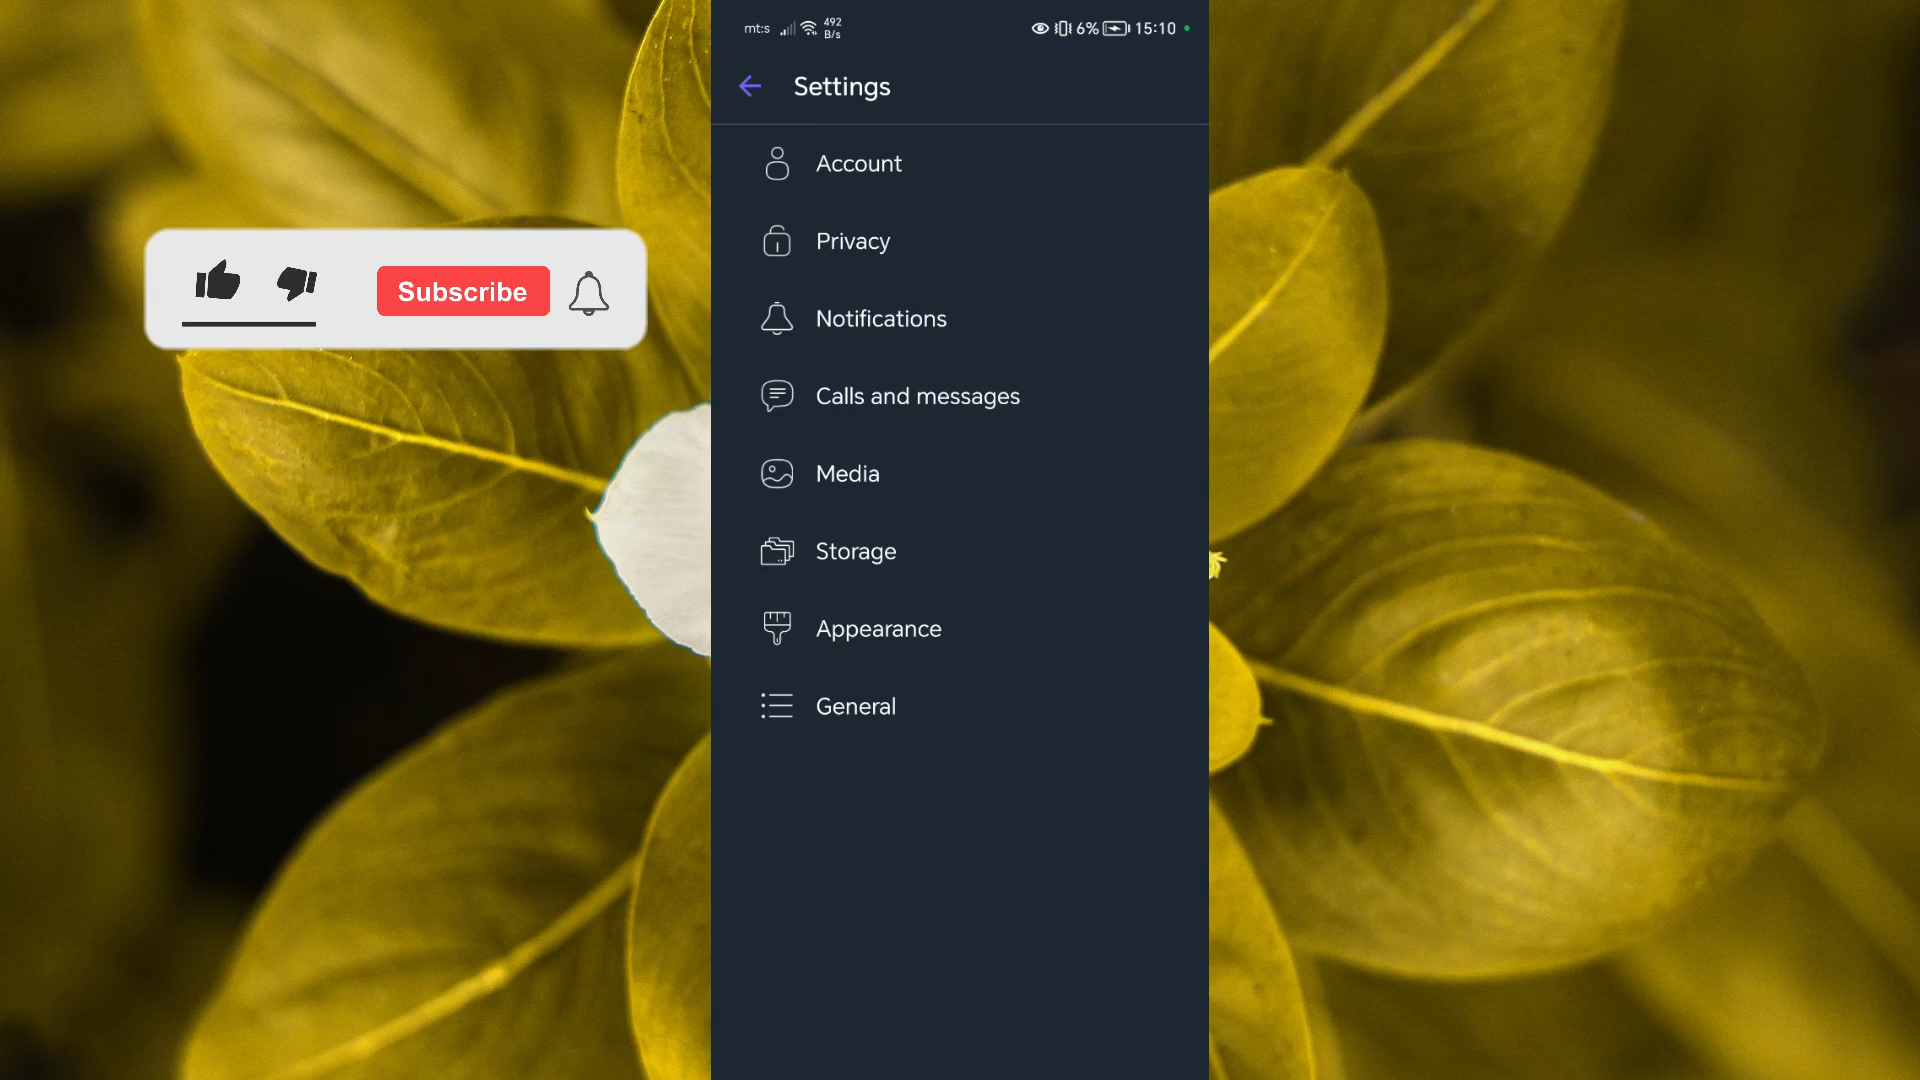 mt:s 492 B/s 6% 15:10
Settings
Account
Privacy
Notifications
Calls and messages
Media
Storage
Appearance
General
Subscribe